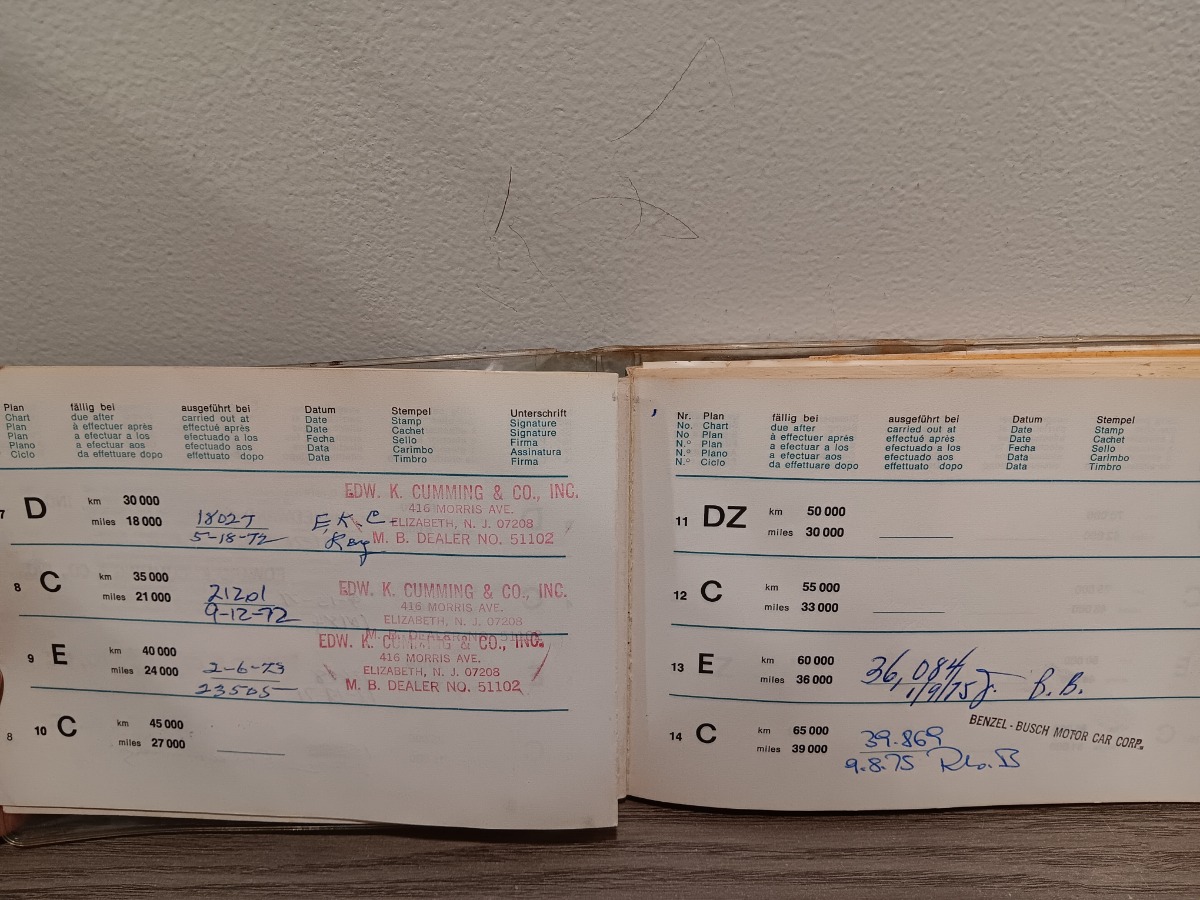 Plan fällig bei ausgeführt bei Datum Stempel Unterschrift
Chart due after carried out at Date Stamp Signature
Plan à effectuer après effectué après Date Cachet Signature
Plan a efectuar a los efectuado a los Fecha Sello Firma
Plano a efectuar aos efectuado aos Data Carimbo Assinatura
Ciclo da effettuare dopo effettuato dopo Data Timbro Firma
7 D km 30 000
miles 18 000
18027
5-18-72
E.K.C.
Ray
EDW. K. CUMMING & CO., INC.
416 MORRIS AVE.
ELIZABETH, N. J. 07208
M. B. DEALER NO. 51102
8 C km 35 000
miles 21 000
21201
9-12-72
EDW. K. CUMMING & CO., INC.
416 MORRIS AVE.
ELIZABETH, N. J. 07208
M. B. DEALER NO. 51102
9 E km 40 000
miles 24 000
2-6-73
23505
EDW. K. CUMMING & CO., INC.
416 MORRIS AVE.
ELIZABETH, N. J. 07208
M. B. DEALER NO. 51102
10 C km 45 000
miles 27 000
8
Nr. Plan fällig bei ausgeführt bei Datum Stempel
No. Chart due after carried out at Date Stamp
No Plan à effectuer après effectué après Date Cachet
N.º Plan a efectuar a los efectuado a los Fecha Sello
N.º Plano a efectuar aos efectuado aos Data Carimbo
N.º Ciclo da effettuare dopo effettuato dopo Data Timbro
11 DZ km 50 000
miles 30 000
12 C km 55 000
miles 33 000
13 E km 60 000
miles 36 000
36,084
1/9/75 J. B.B.
BENZEL - BUSCH MOTOR CAR CORP.
14 C km 65 000
miles 39 000
39.869
9.8.75